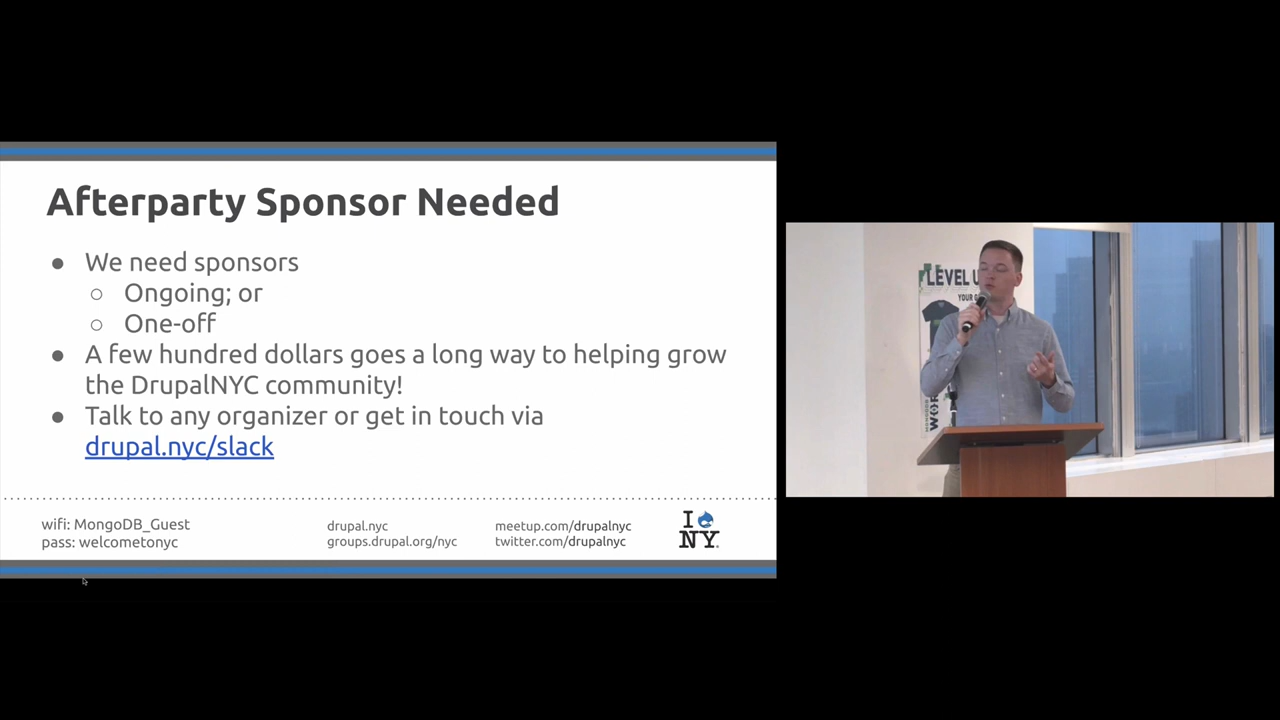 Afterparty Sponsor Needed
● We need sponsors
○ Ongoing; or
○ One-off
● A few hundred dollars goes a long way to helping grow
the DrupalNYC community!
● Talk to any organizer or get in touch via
drupal.nyc/slack
wifi: MongoDB_Guest
pass: welcometonyc
drupal.nyc
groups.drupal.org/nyc
meetup.com/drupalnyc
twitter.com/drupalnyc
I
NY
LEVEL
YOUR